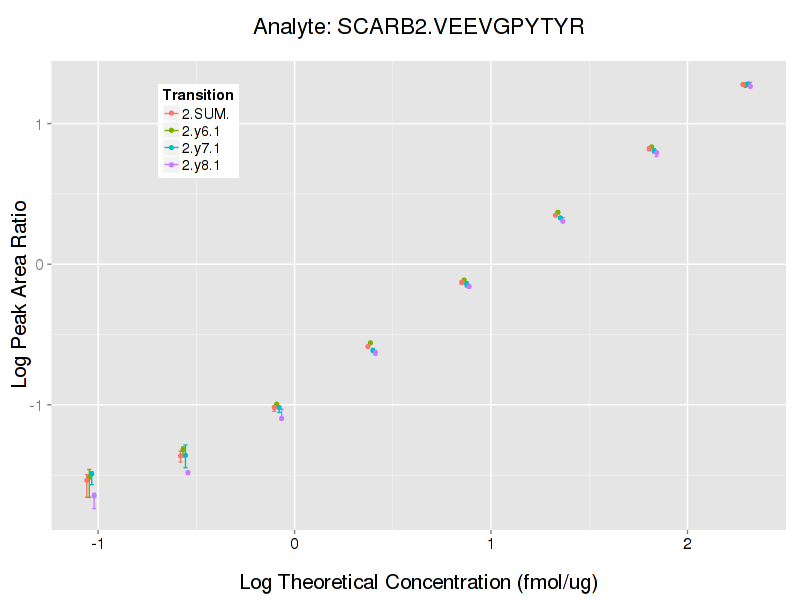 Analyte: SCARB2.VEEVGPYTYR
Log Peak Area Ratio
1
0
-1
Transition
2.SUM.
2.y6.1
2.y7.1
2.y8.1
-1 0 1 2
Log Theoretical Concentration (fmol/ug)